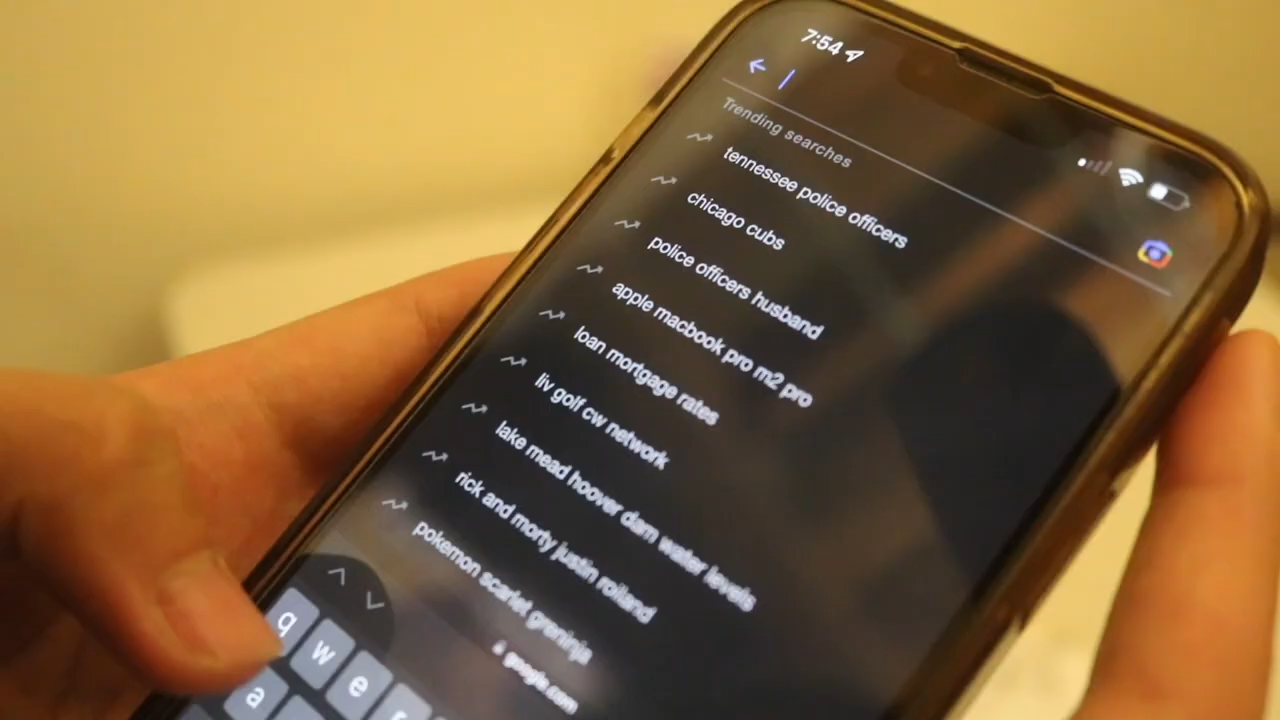 7:54
Trending searches
tennessee police officers
chicago cubs
police officers husband
apple macbook pro m2 pro
loan mortgage rates
liv golf cw network
lake mead hoover dam water levels
rick and morty justin roiland
pokemon scarlet greninja
google.com
q w e r
a